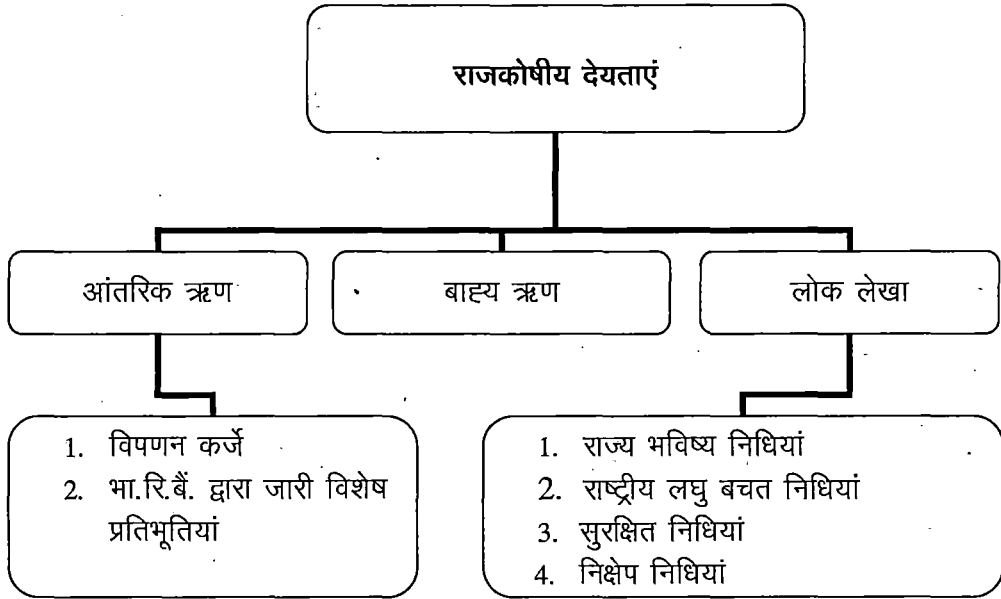 राजकोषीय देयताएं
आंतरिक ऋण
बाह्य ऋण
लोक लेखा
1. विपणन कर्जे
2. भा.रि.बैं. द्वारा जारी विशेष
प्रतिभूतियां
1. राज्य भविष्य निधियां
2. राष्ट्रीय लघु बचत निधियां
3. सुरक्षित निधियां
4. निक्षेप निधियां